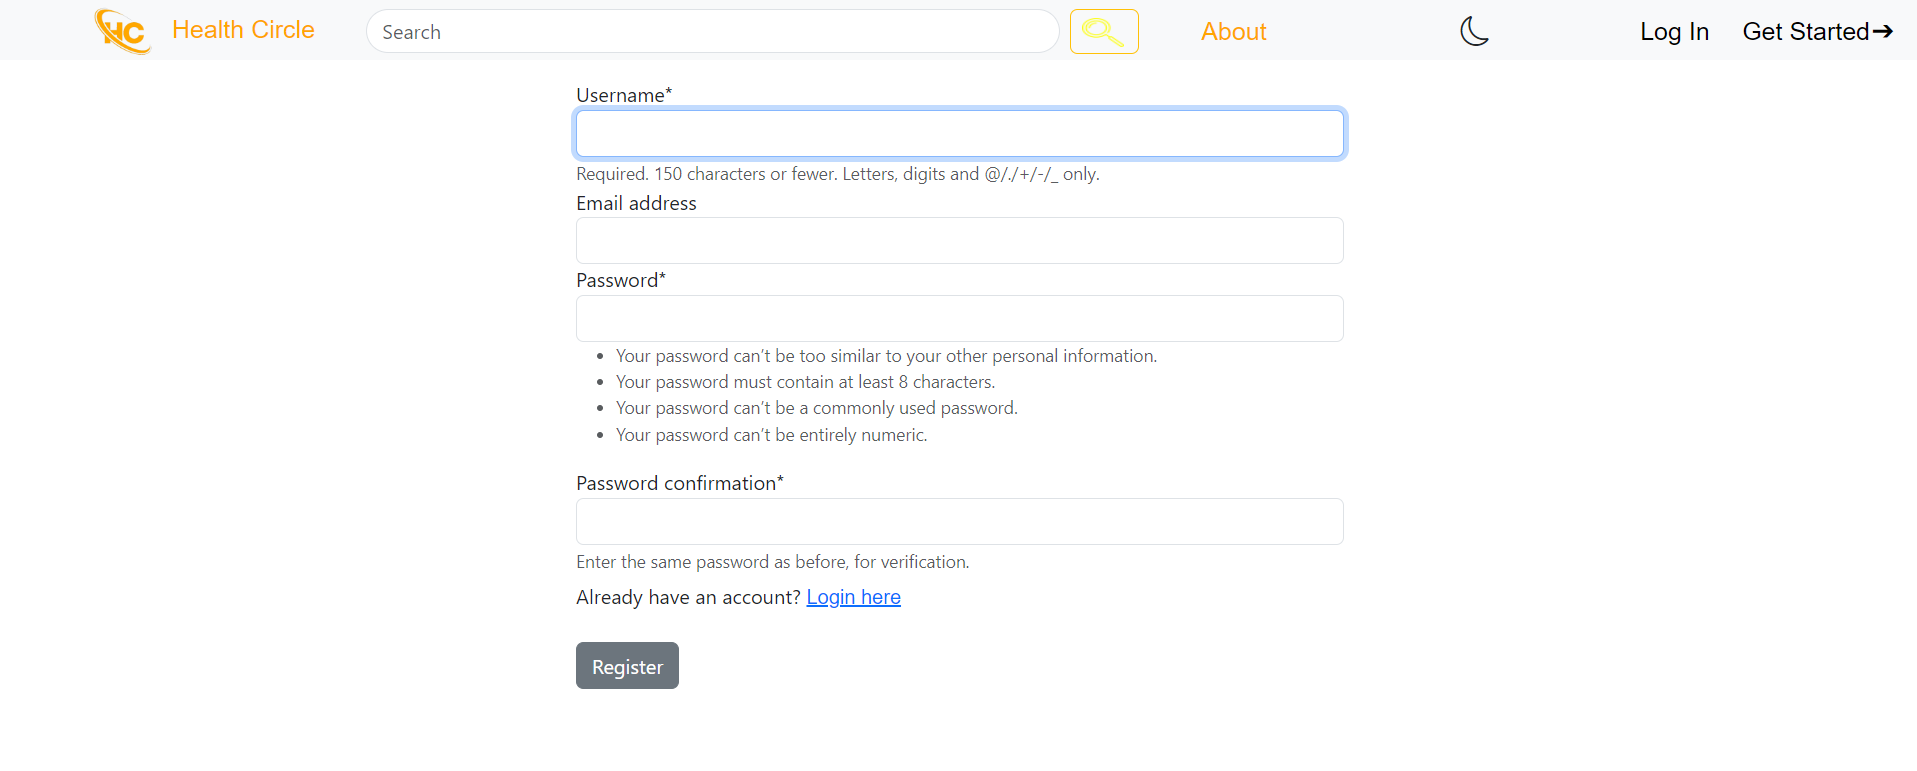 HC Health Circle Search About Log In Get Started➔
Username*
Required. 150 characters or fewer. Letters, digits and @/./+/-/_ only.
Email address
Password*
• Your password can’t be too similar to your other personal information.
• Your password must contain at least 8 characters.
• Your password can’t be a commonly used password.
• Your password can’t be entirely numeric.
Password confirmation*
Enter the same password as before, for verification.
Already have an account? Login here
Register